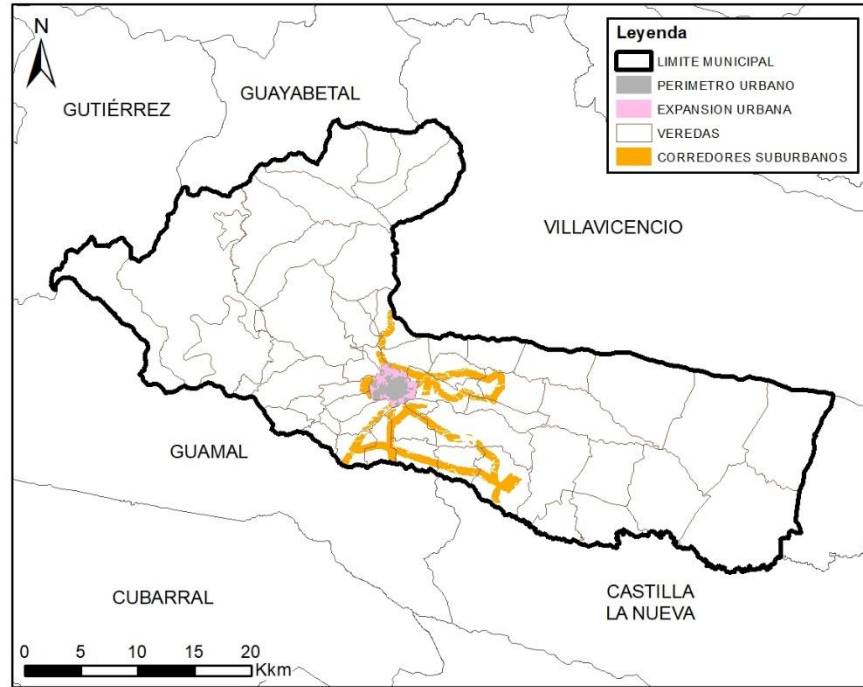 N
GUTIÉRREZ
GUAYABETAL
Leyenda
LIMITE MUNICIPAL
PERIMETRO URBANO
EXPANSION URBANA
VEREDAS
CORREDORES SUBURBANOS
VILLAVICENCIO
GUAMAL
CUBARRAL
CASTILLA
LA NUEVA
0 5 10 20
Kkm